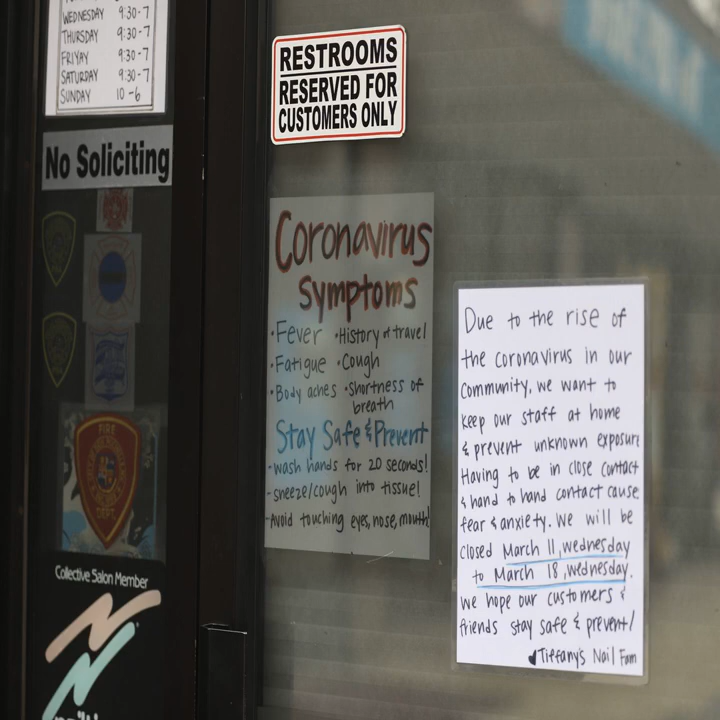 WEDNESDAY 9:30-7
THURSDAY 9:30-7
FRIYAY 9:30-7
SATURDAY 9:30-7
SUNDAY 10-6
No Soliciting
FIRE
DEPT
Collective Salon Member
RESTROOMS
RESERVED FOR
CUSTOMERS ONLY
Coronavirus
Symptoms
• Fever • History of travel
• Fatigue • Cough
• Body aches • Shortness of
breath
Stay Safe & Prevent
- wash hands for 20 seconds!
- sneeze/cough into tissue!
- Avoid touching eyes, nose, mouth!
Due to the rise of
the coronavirus in our
Community, we want to
keep our staff at home
& prevent unknown exposure
Having to be in close contact
& hand to hand contact cause
fear & anxiety. We will be
closed March 11, wednesday
to March 18, wednesday.
We hope our customers &
friends stay safe & prevent!
♥ Tiffany's Nail Fam